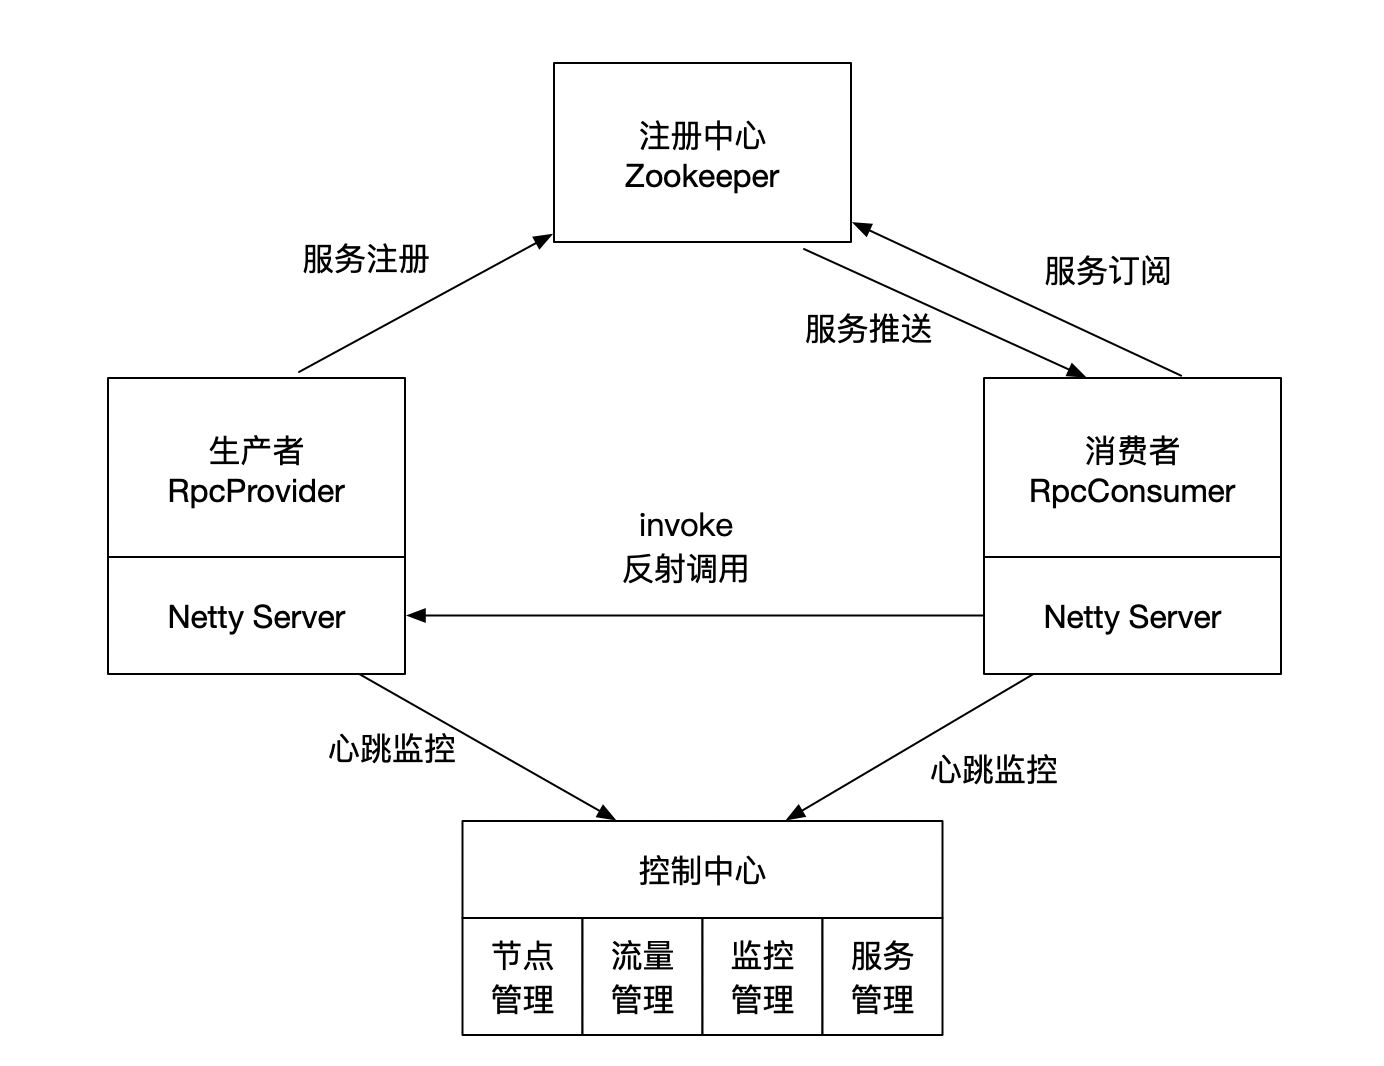 注册中心
Zookeeper
服务注册
服务订阅
服务推送
生产者
RpcProvider
消费者
RpcConsumer
invoke
反射调用
Netty Server
Netty Server
心跳监控
心跳监控
控制中心
节点
管理
流量
管理
监控
管理
服务
管理